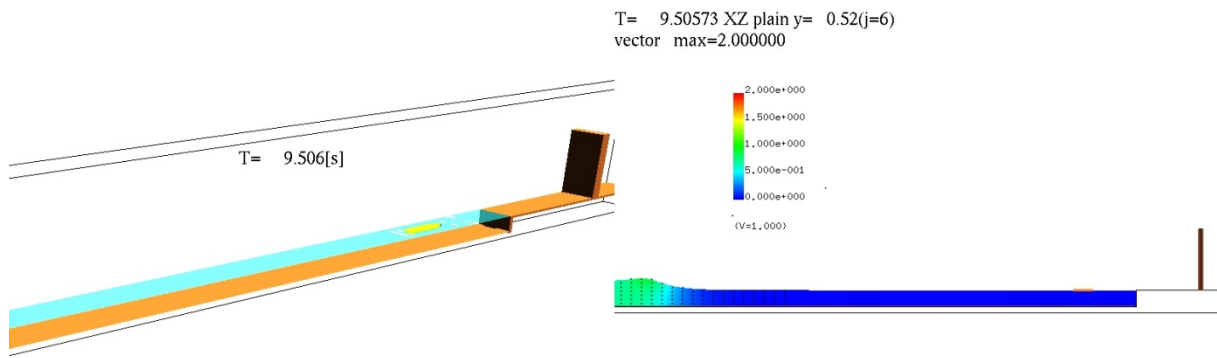 T= 9.506[s]
T= 9.50573 XZ plain y= 0.52(j=6)
vector max=2.000000
2.000e+000
1.500e+000
1.000e+000
5.000e-001
0.000e+000
(V=1.000)